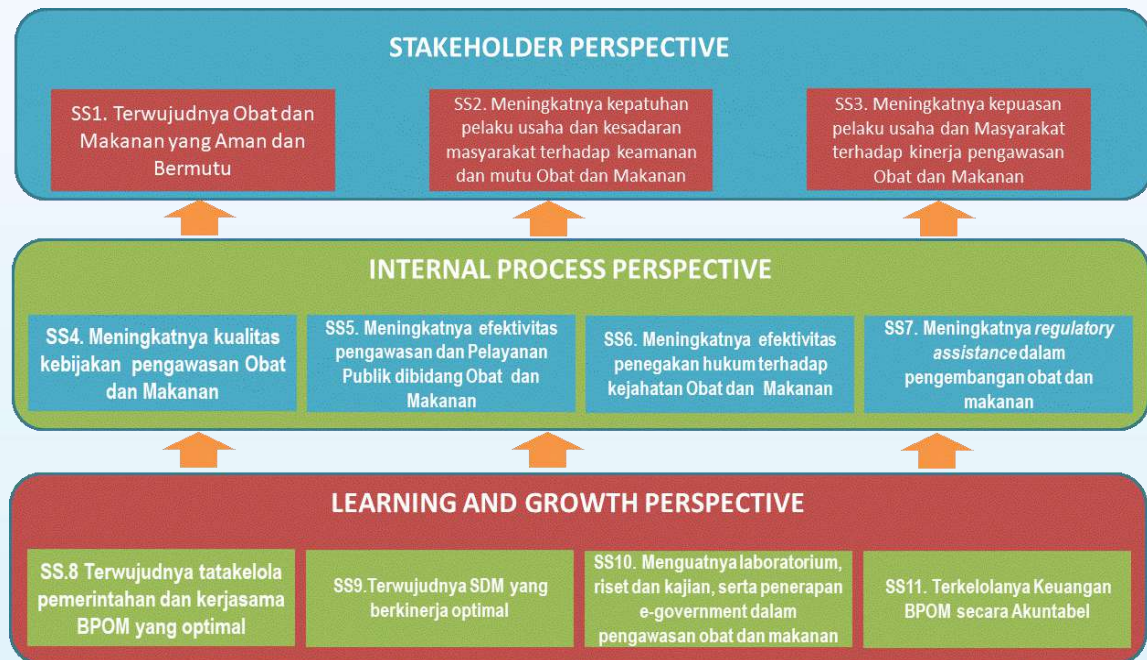 STAKEHOLDER PERSPECTIVE
SS1. Terwujudnya Obat dan
Makanan yang Aman dan
Bermutu
SS2. Meningkatnya kepatuhan
pelaku usaha dan kesadaran
masyarakat terhadap keamanan
dan mutu Obat dan Makanan
SS3. Meningkatnya kepuasan
pelaku usaha dan Masyarakat
terhadap kinerja pengawasan
Obat dan Makanan
INTERNAL PROCESS PERSPECTIVE
SS4. Meningkatnya kualitas
kebijakan pengawasan Obat
dan Makanan
SS5. Meningkatnya efektivitas
pengawasan dan Pelayanan
Publik dibidang Obat dan
Makanan
SS6. Meningkatnya efektivitas
penegakan hukum terhadap
kejahatan Obat dan Makanan
SS7. Meningkatnya regulatory
assistance dalam
pengembangan obat dan
makanan
LEARNING AND GROWTH PERSPECTIVE
SS.8 Terwujudnya tatakelola
pemerintahan dan kerjasama
BPOM yang optimal
SS9.Terwujudnya SDM yang
berkinerja optimal
SS10. Menguatnya laboratorium,
riset dan kajian, serta penerapan
e-government dalam
pengawasan obat dan makanan
SS11. Terkelolanya Keuangan
BPOM secara Akuntabel